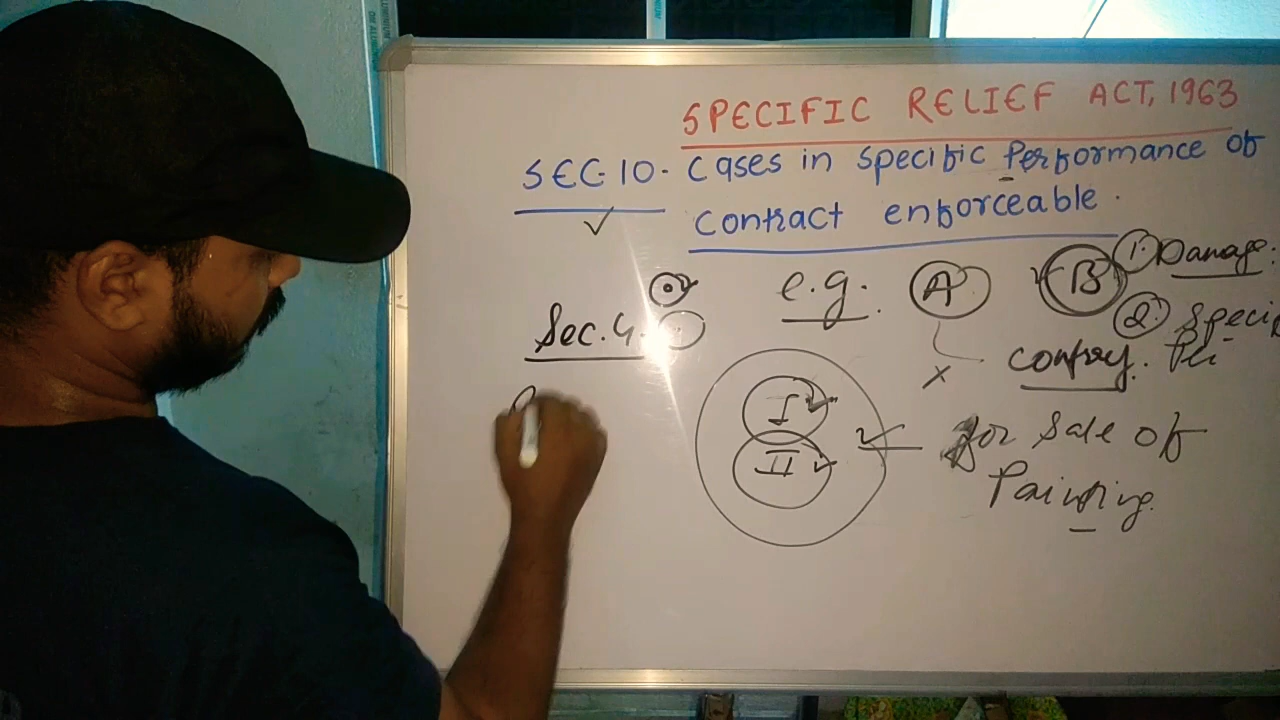 SPECIFIC RELIEF ACT, 1963
SEC. 10. Cases in specific Performance of
contract enforceable.
e.g. A B 1. Damage.
2. Speci
Sec. 4.
for Sale of
Painting.
I
II